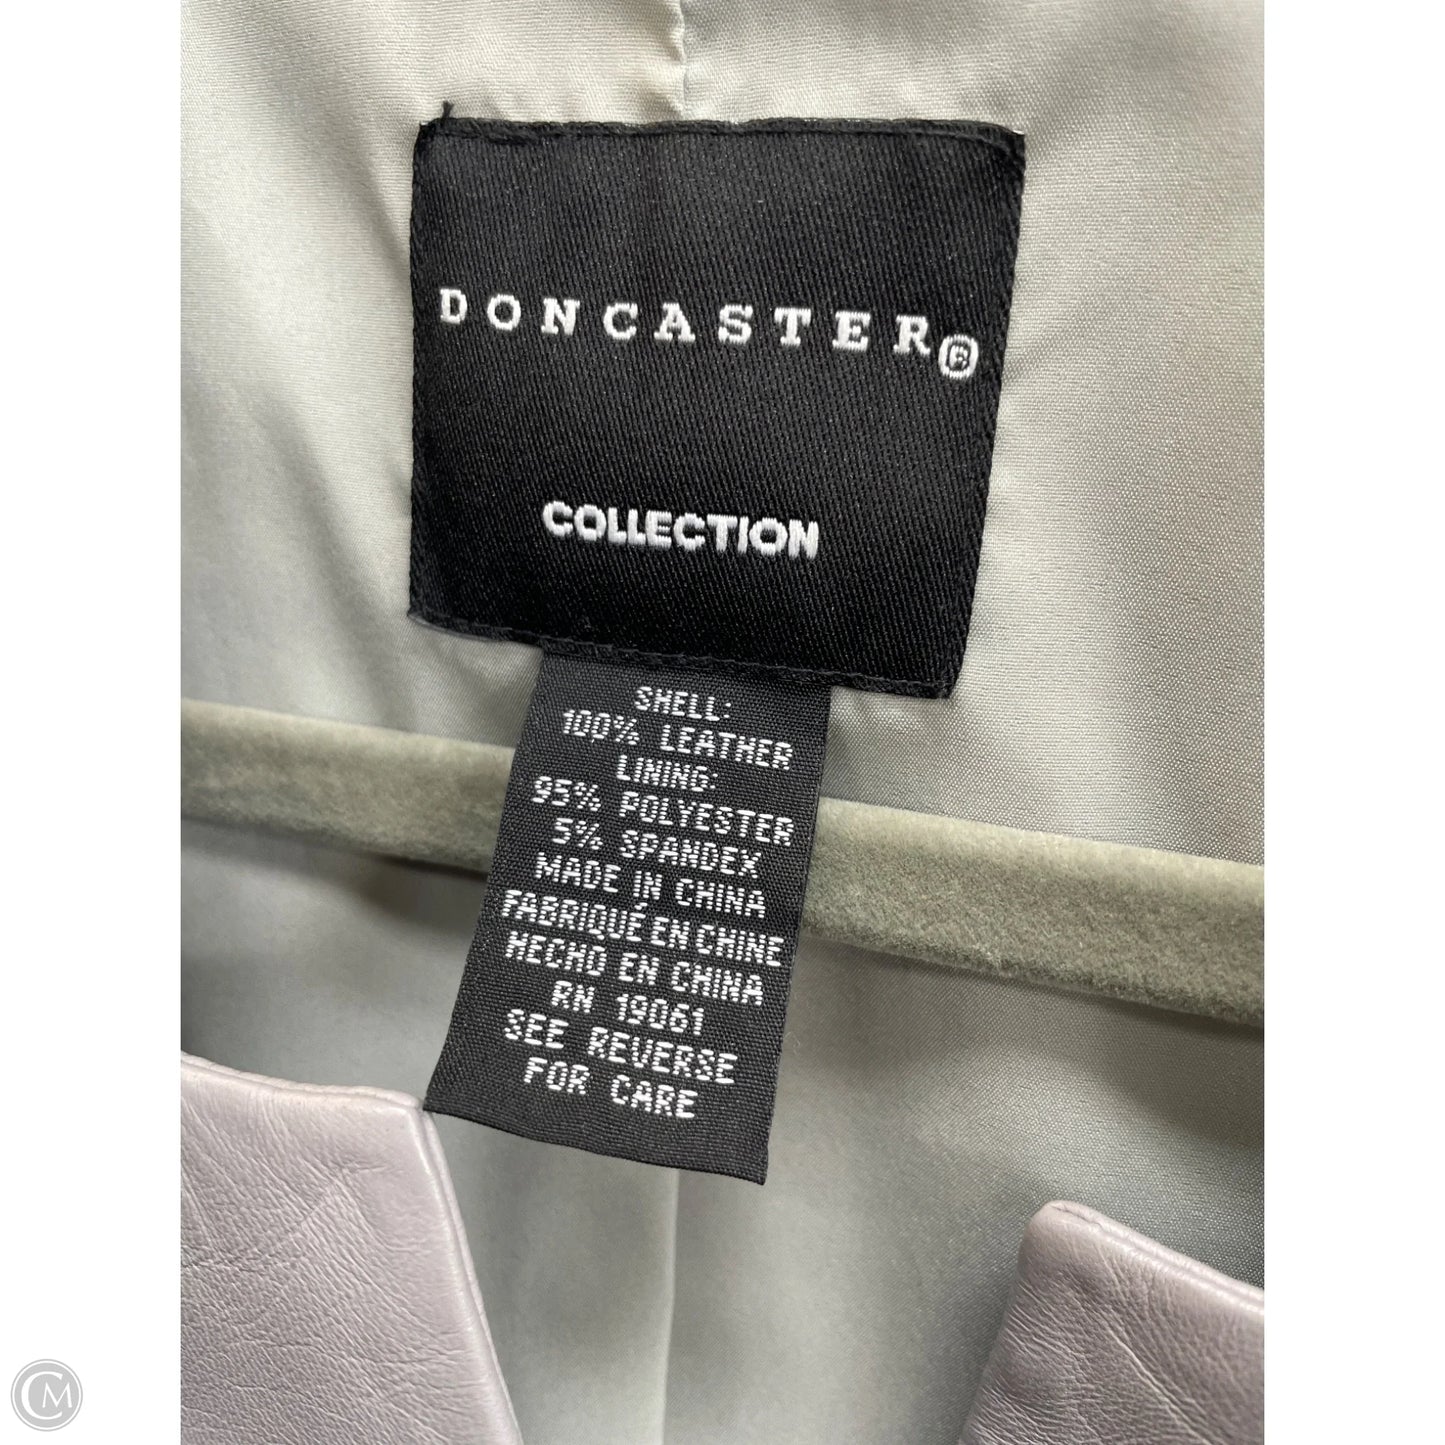 DONCASTER®
COLLECTION
SHELL:
100% LEATHER
LINING:
95% POLYESTER
5% SPANDEX
MADE IN CHINA
FABRIQUÉ EN CHINE
HECHO EN CHINA
RN 19061
SEE REVERSE
FOR CARE
CM